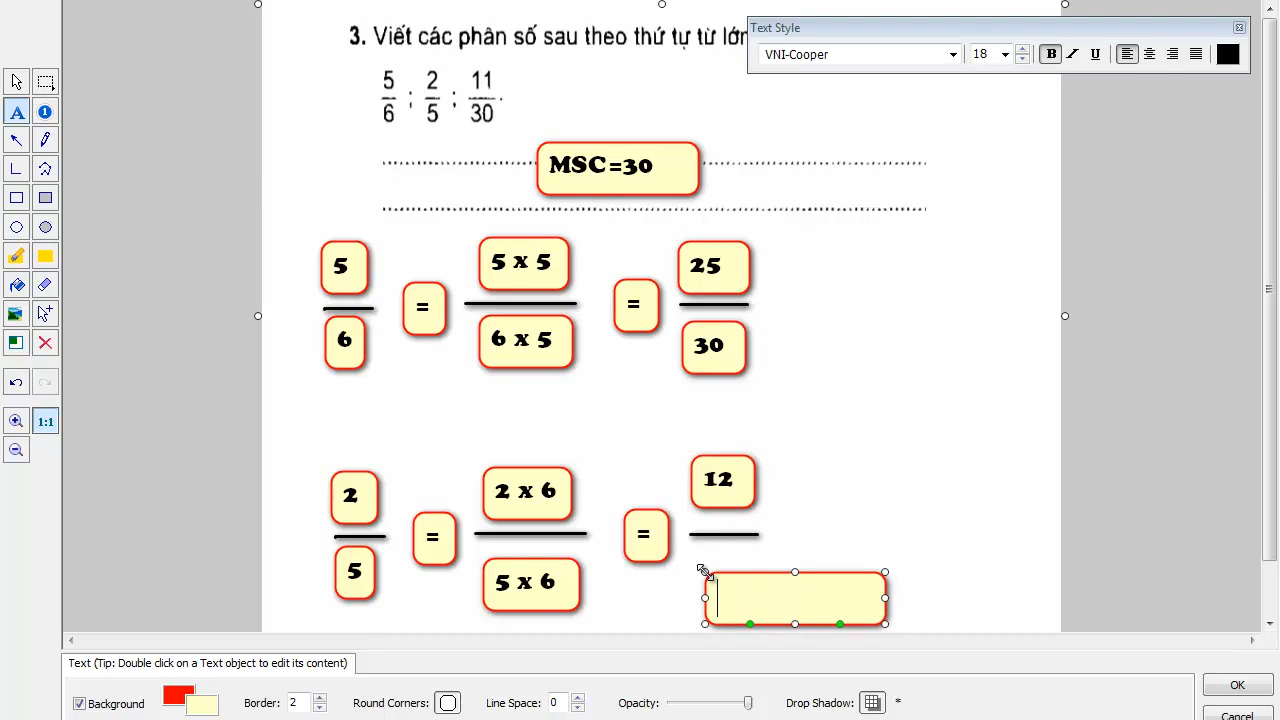 3. Viết các phân số sau theo thứ tự từ lớn
5/6 ; 2/5 ; 11/30.
Text Style
VNI-Cooper 18 B I U
MSC=30
5 = 5 x 5 = 25
6 6 x 5 30
2 = 2 x 6 = 12
5 5 x 6
1:1
Text (Tip: Double click on a Text object to edit its content)
Background Border: 2 Round Corners: Line Space: 0 Opacity: Drop Shadow: *
OK
Cancel